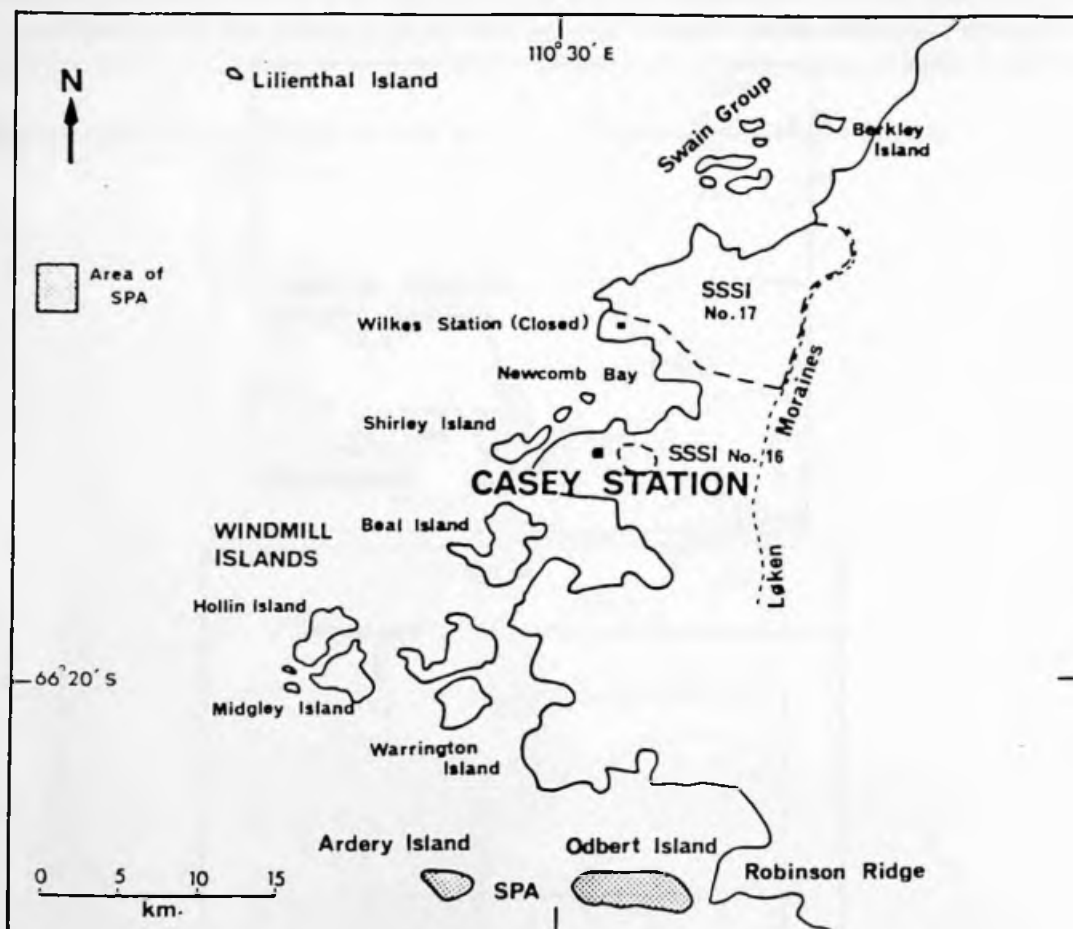 110°30´E
N
Lilienthal Island
Swain Group
Berkley
Island
Area of
SPA
SSSI
No. 17
Wilkes Station (Closed)
Moraines
Newcomb Bay
Shirley Island
SSSI No. 16
CASEY STATION
Beal Island
WINDMILL
ISLANDS
Løken
Hollin Island
66°20´S
Midgley Island
Warrington
Island
Ardery Island
Odbert Island
0 5 10 15
km.
SPA
Robinson Ridge